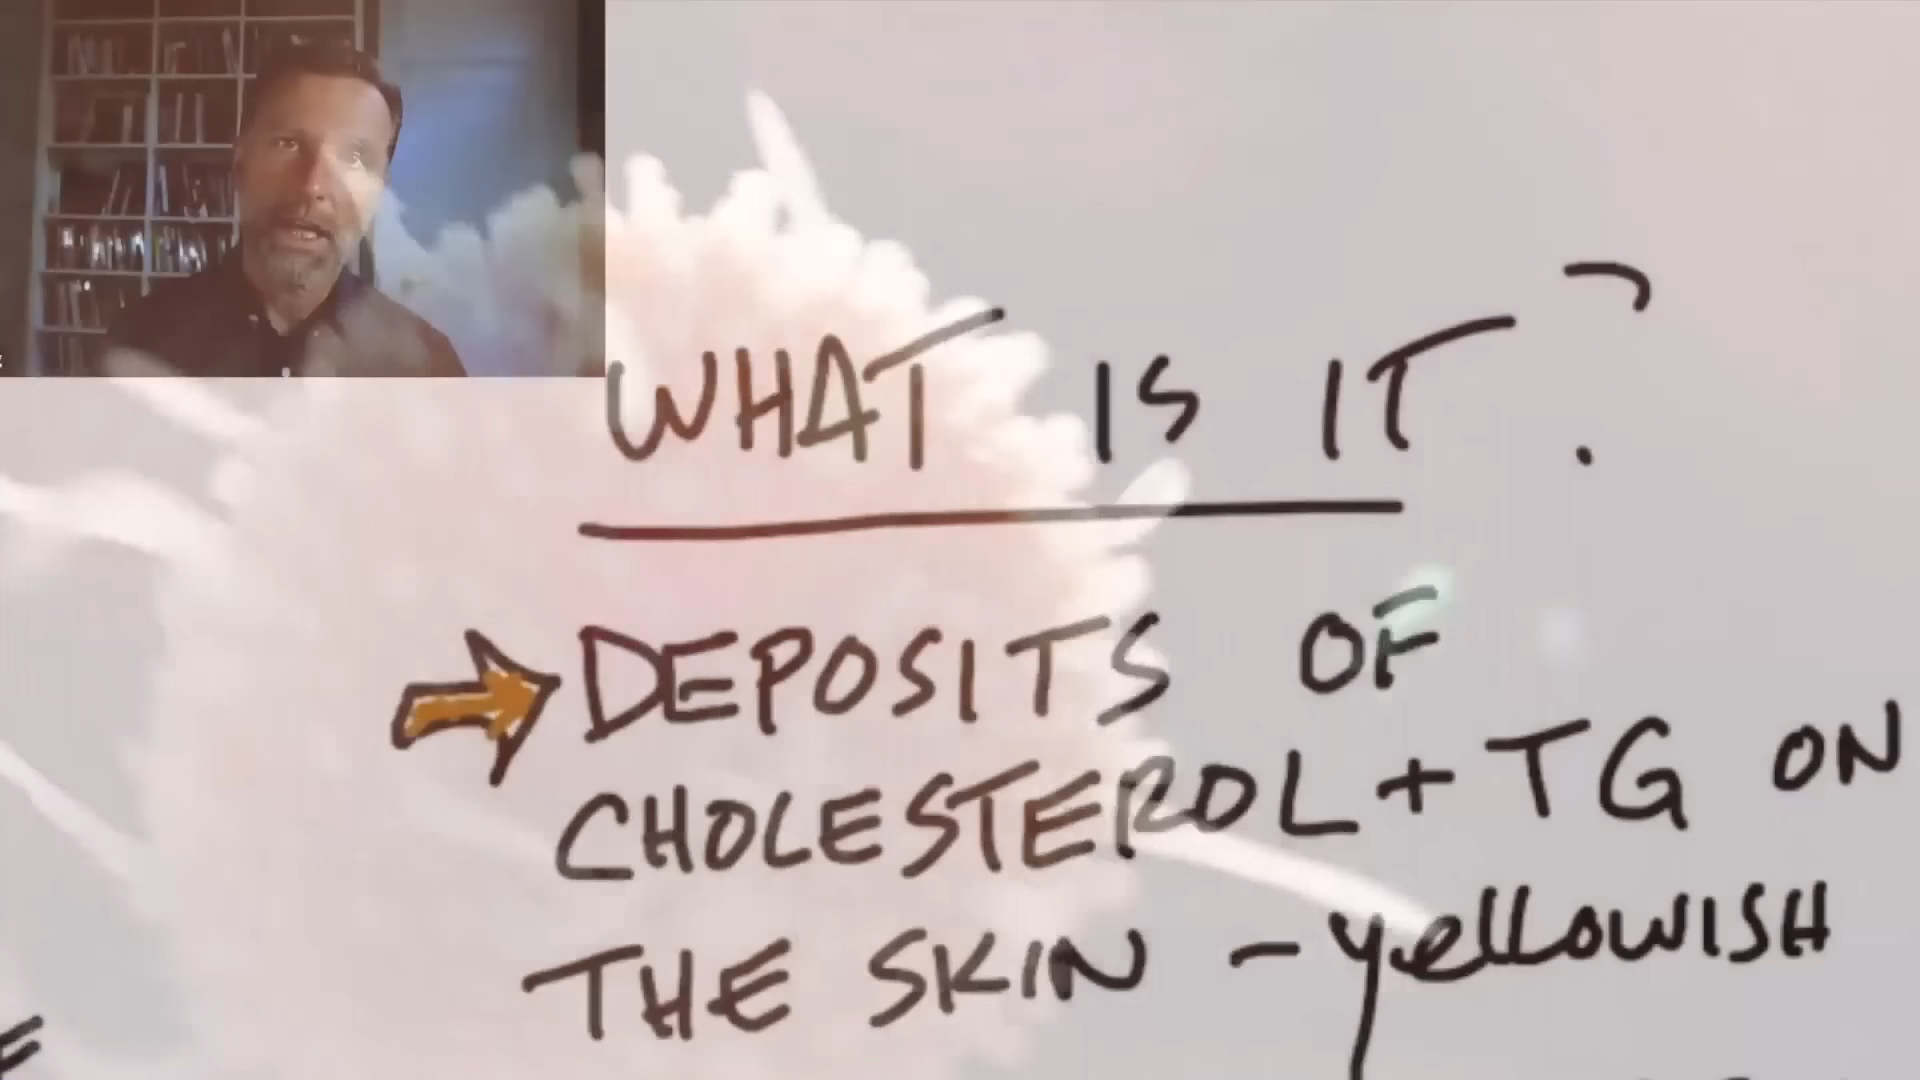 WHAT IS IT?
DEPOSITS OF
CHOLESTEROL + TG ON
THE SKIN - yellowISH